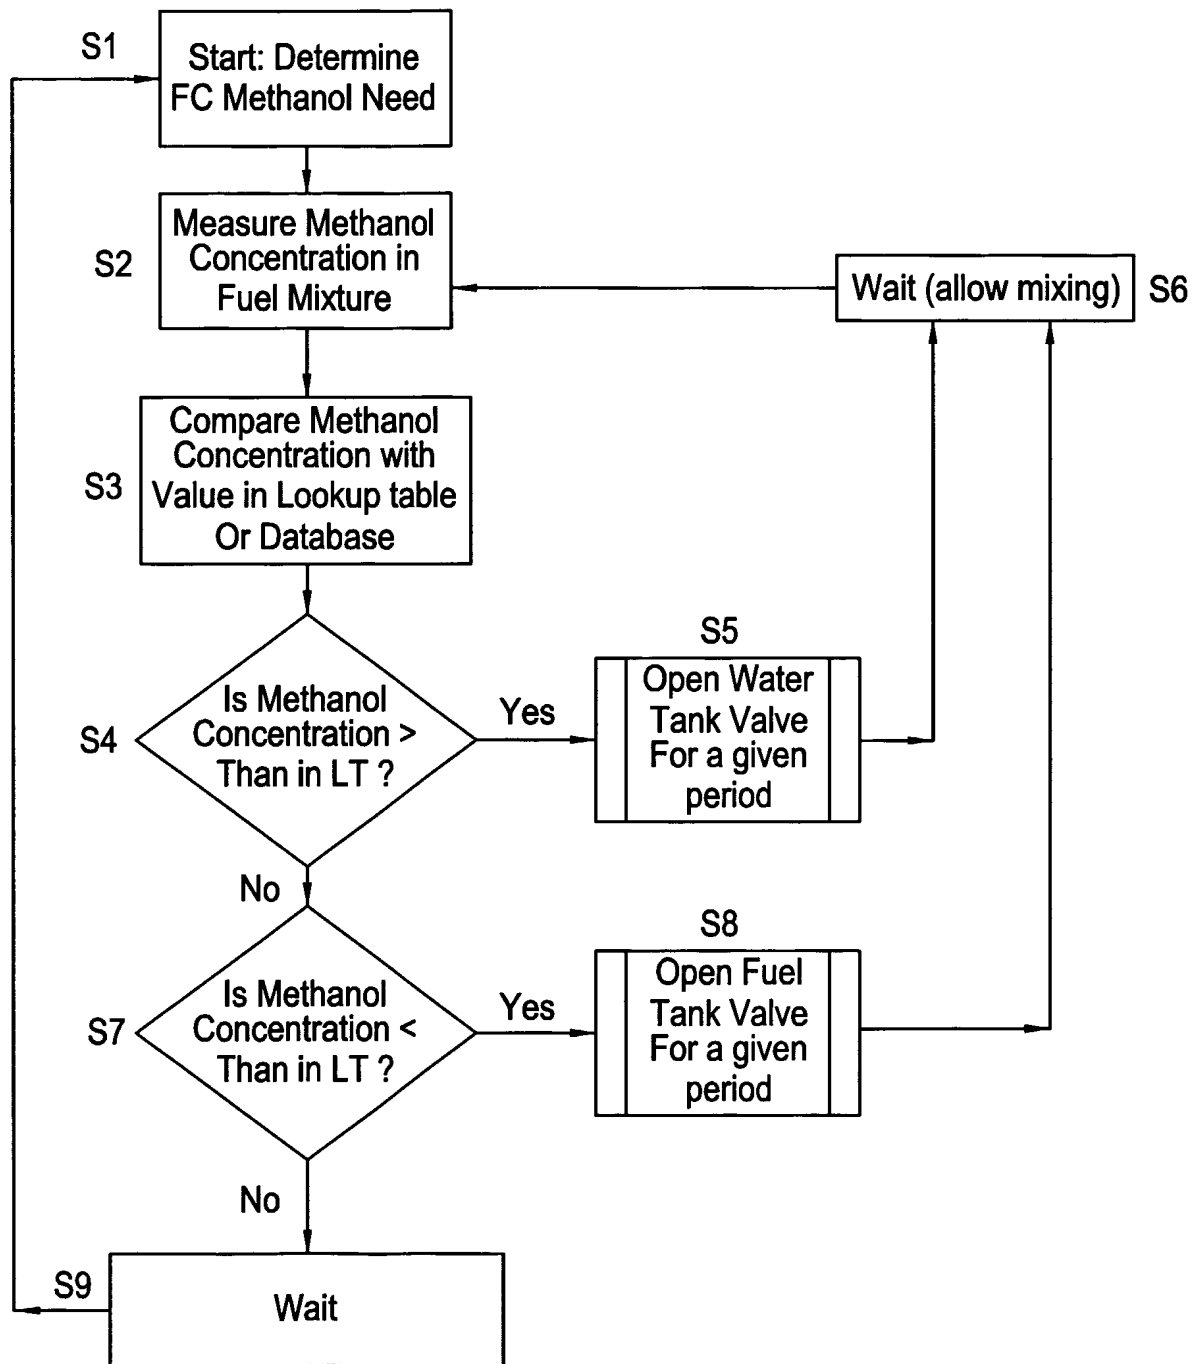 S1
Start: Determine
FC Methanol Need
S2
Measure Methanol
Concentration in
Fuel Mixture
Wait (allow mixing)
S6
S3
Compare Methanol
Concentration with
Value in Lookup table
Or Database
S4
Is Methanol
Concentration >
Than in LT ?
Yes
S5
Open Water
Tank Valve
For a given
period
No
S7
Is Methanol
Concentration <
Than in LT ?
Yes
S8
Open Fuel
Tank Valve
For a given
period
No
S9
Wait